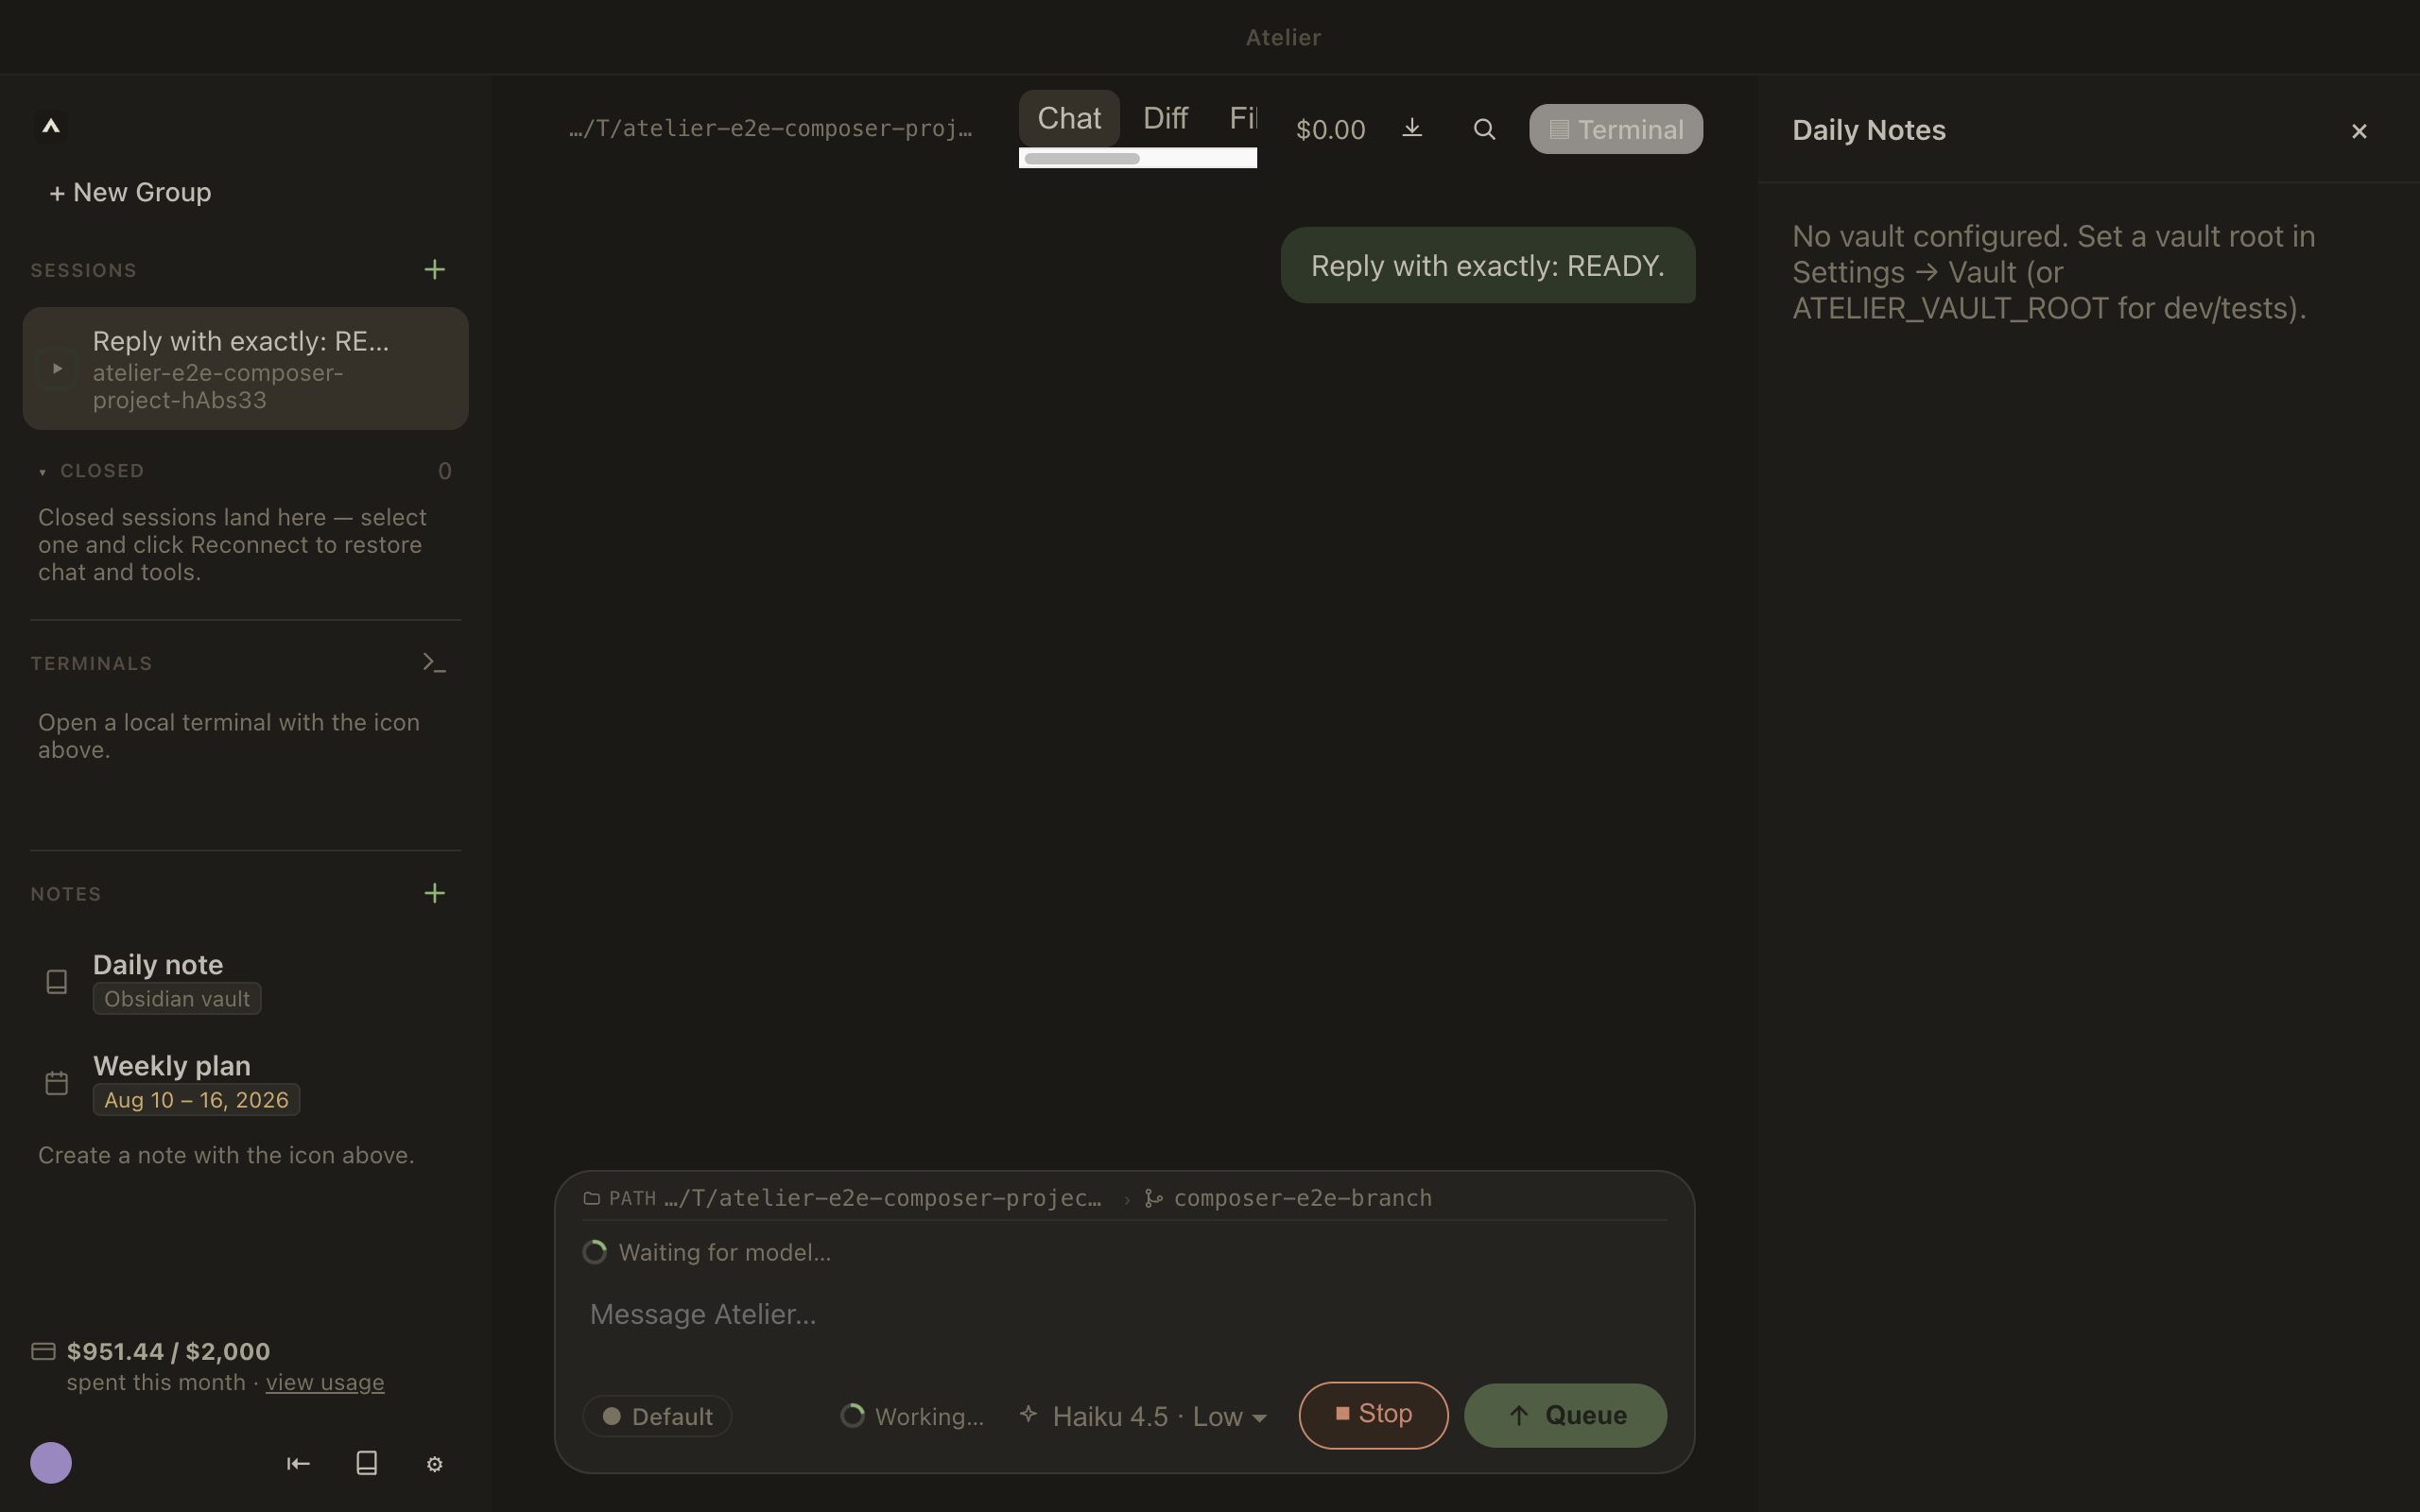 Atelier
+ New Group
SESSIONS
Reply with exactly: RE...
atelier-e2e-composer-
project-hAbs33
CLOSED 0
Closed sessions land here — select
one and click Reconnect to restore
chat and tools.
TERMINALS
Open a local terminal with the icon
above.
NOTES
Daily note
Obsidian vault
Weekly plan
Aug 10 – 16, 2026
Create a note with the icon above.
$951.44 / $2,000
spent this month · view usage
…/T/atelier-e2e-composer-proj…
Chat Diff Fil
$0.00
Terminal
Reply with exactly: READY.
PATH …/T/atelier-e2e-composer-projec… › composer-e2e-branch
Waiting for model…
Message Atelier…
Default
Working…
Haiku 4.5 · Low
Stop
Queue
Daily Notes
No vault configured. Set a vault root in
Settings → Vault (or
ATELIER_VAULT_ROOT for dev/tests).